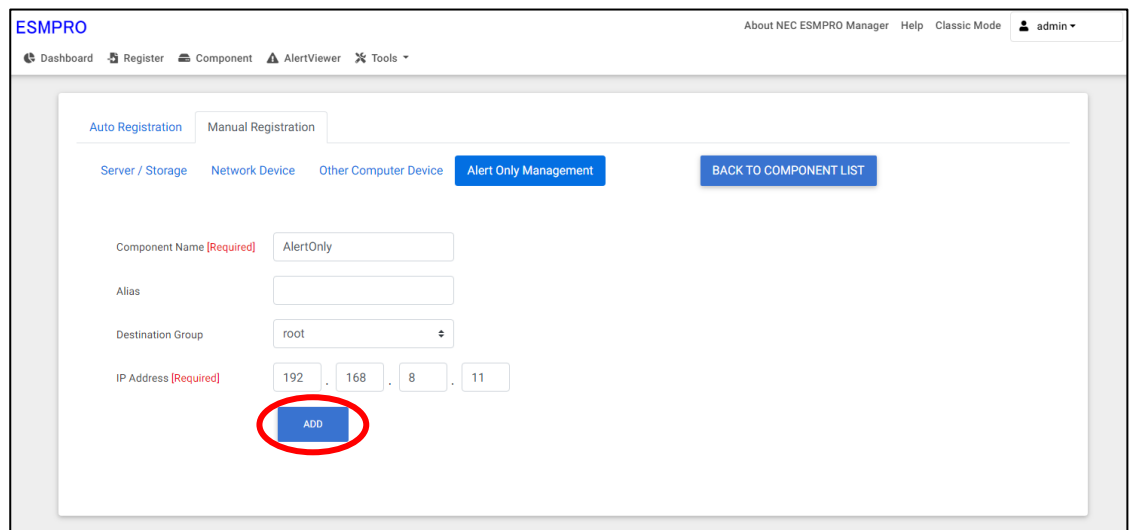 ESMPRO
About NEC ESMPRO Manager Help Classic Mode admin
Dashboard Register Component AlertViewer Tools
Auto Registration Manual Registration
Server / Storage Network Device Other Computer Device Alert Only Management BACK TO COMPONENT LIST
Component Name [Required] AlertOnly
Alias
Destination Group root
IP Address [Required] 192 . 168 . 8 . 11
ADD